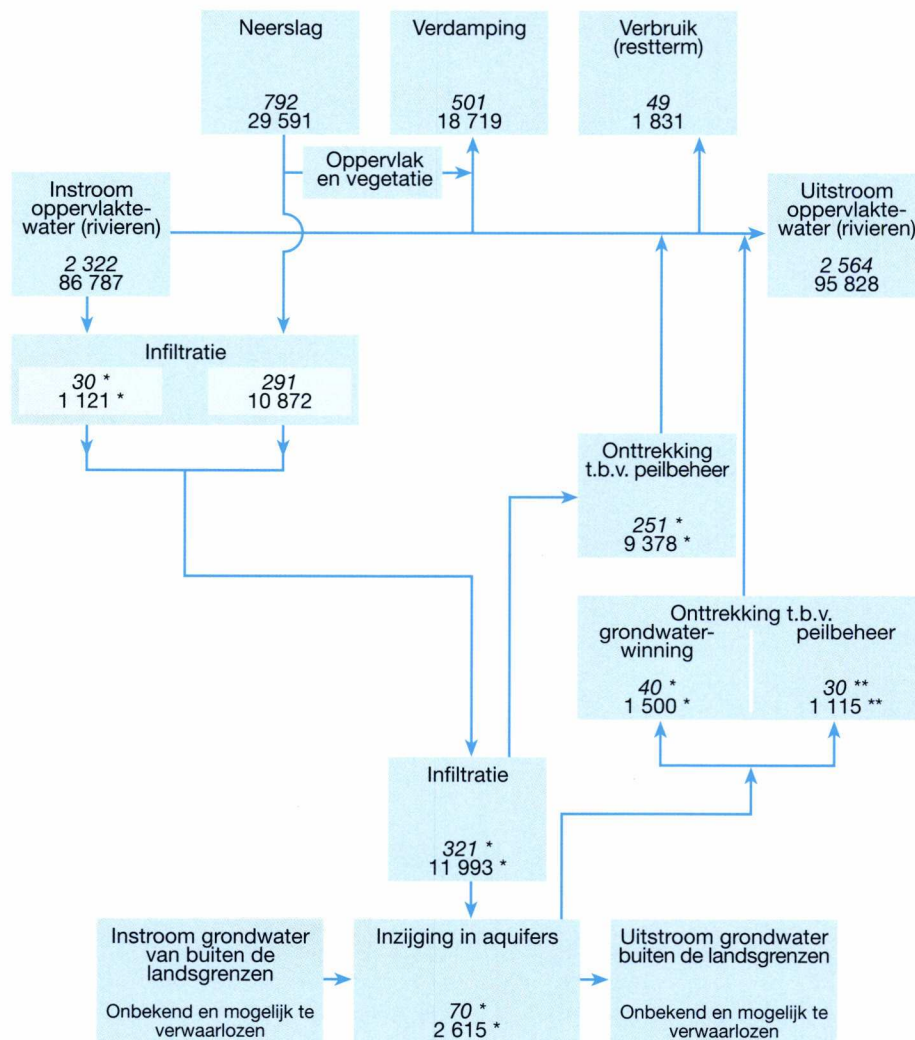 Neerslag
792
29 591
Verdamping
501
18 719
Verbruik
(restterm)
49
1 831
Oppervlak
en vegetatie
Instroom
oppervlakte-
water (rivieren)
2 322
86 787
Uitstroom
oppervlakte-
water (rivieren)
2 564
95 828
Infiltratie
30 *
1 121 *
291
10 872
Onttrekking
t.b.v. peilbeheer
251 *
9 378 *
Onttrekking t.b.v.
grondwater-
winning
40 *
1 500 *
peilbeheer
30 **
1 115 **
Infiltratie
321 *
11 993 *
Instroom grondwater
van buiten de
landsgrenzen
Onbekend en mogelijk te
verwaarlozen
Inzijging in aquifers
70 *
2 615 *
Uitstroom grondwater
buiten de landsgrenzen
Onbekend en mogelijk te
verwaarlozen